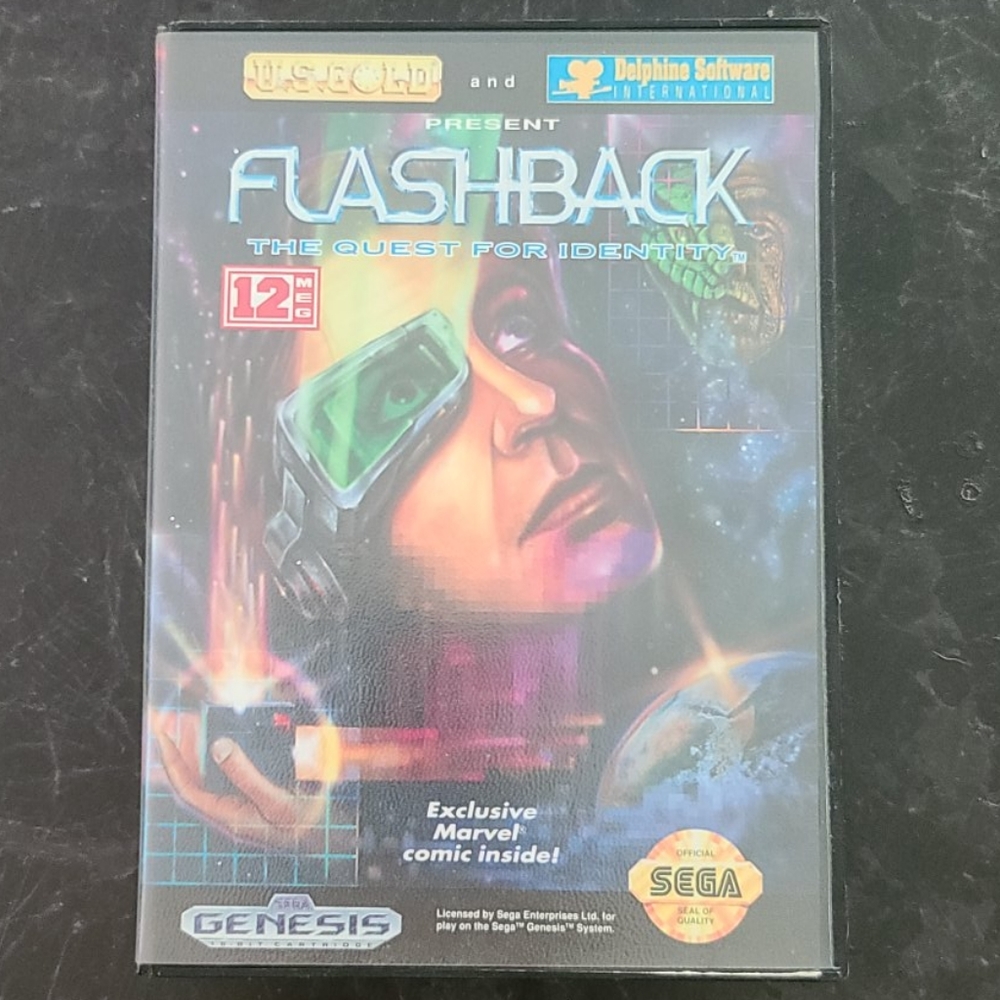 U.S. GOLD and Delphine Software
INTERNATIONAL
PRESENT
FLASHBACK
THE QUEST FOR IDENTITY™
12 MEG
Exclusive
Marvel®
comic inside!
SEGA
GENESIS
16-BIT CARTRIDGE
Licensed by Sega Enterprises Ltd. for
play on the Sega™ Genesis™ System.
OFFICIAL
SEGA
SEAL OF
QUALITY